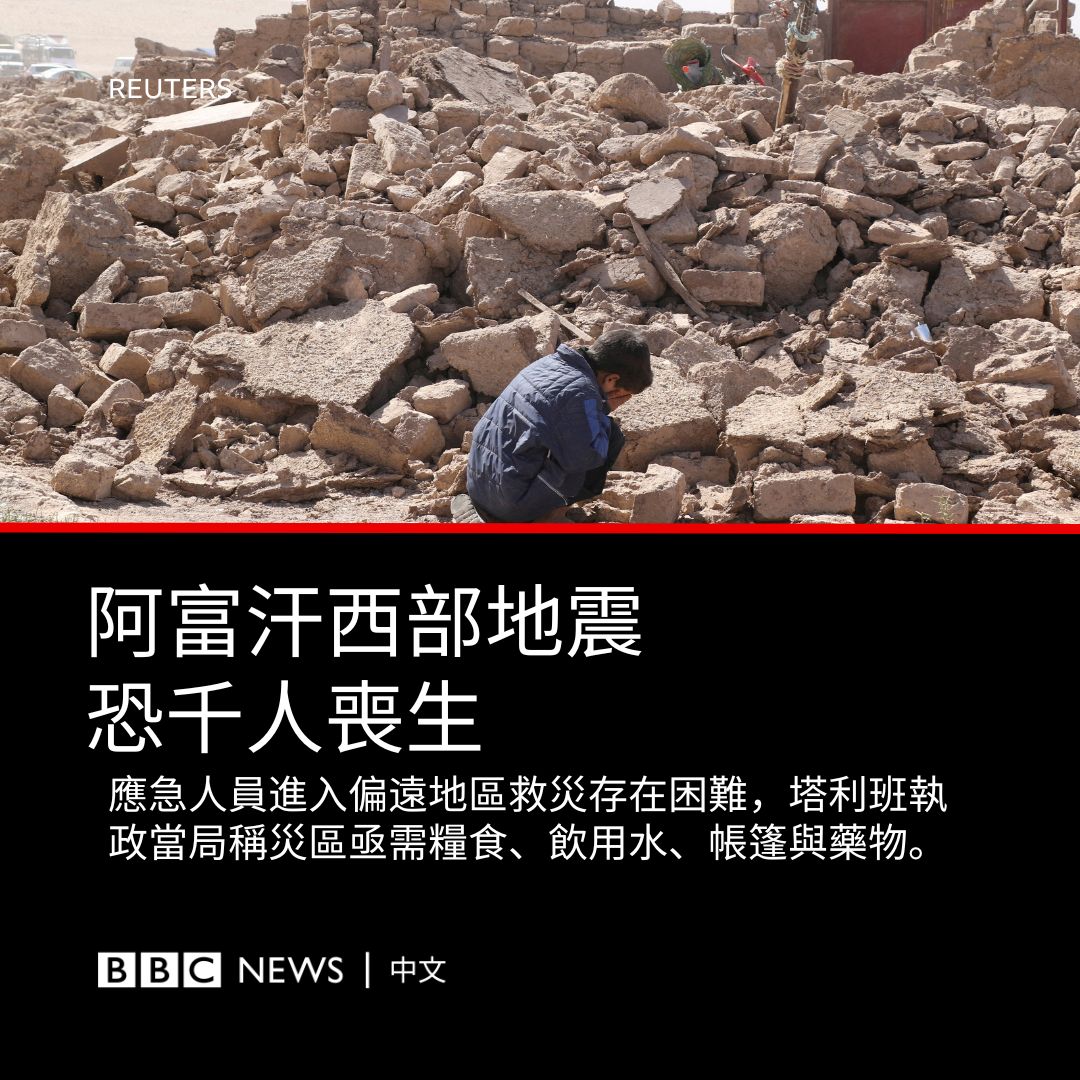 REUTERS
阿富汗西部地震
恐千人喪生
應急人員進入偏遠地區救災存在困難，塔利班執
政當局稱災區亟需糧食、飲用水、帳篷與藥物。
BBC NEWS | 中文